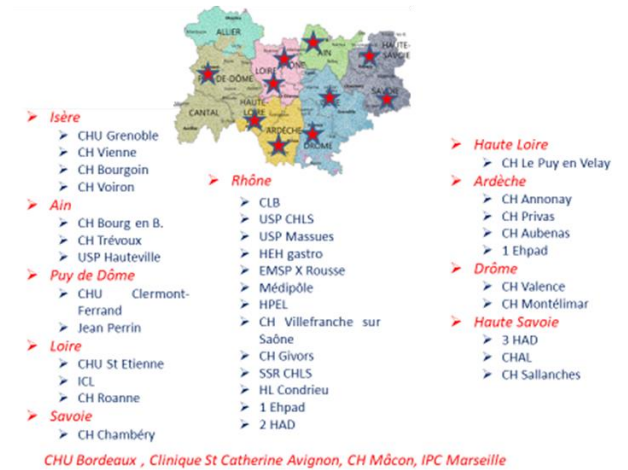 ALLIER
AIN
HAUTE-
SAVOIE
LOIRE
PUY-DE-DÔME
SAVOIE
CANTAL
HAUTE-
LOIRE
ARDÈCHE
DRÔME
Isère
CHU Grenoble
CH Vienne
CH Bourgoin
CH Voiron
Ain
CH Bourg en B.
CH Trévoux
USP Hauteville
Puy de Dôme
CHU Clermont-
Ferrand
Jean Perrin
Loire
CHU St Etienne
ICL
CH Roanne
Savoie
CH Chambéry
Rhône
CLB
USP CHLS
USP Massues
HEH gastro
EMSP X Rousse
Médipôle
HPEL
CH Villefranche sur
Saône
CH Givors
SSR CHLS
HL Condrieu
1 Ehpad
2 HAD
Haute Loire
CH Le Puy en Velay
Ardèche
CH Annonay
CH Privas
CH Aubenas
1 Ehpad
Drôme
CH Valence
CH Montélimar
Haute Savoie
3 HAD
CHAL
CH Sallanches
CHU Bordeaux , Clinique St Catherine Avignon, CH Mâcon, IPC Marseille